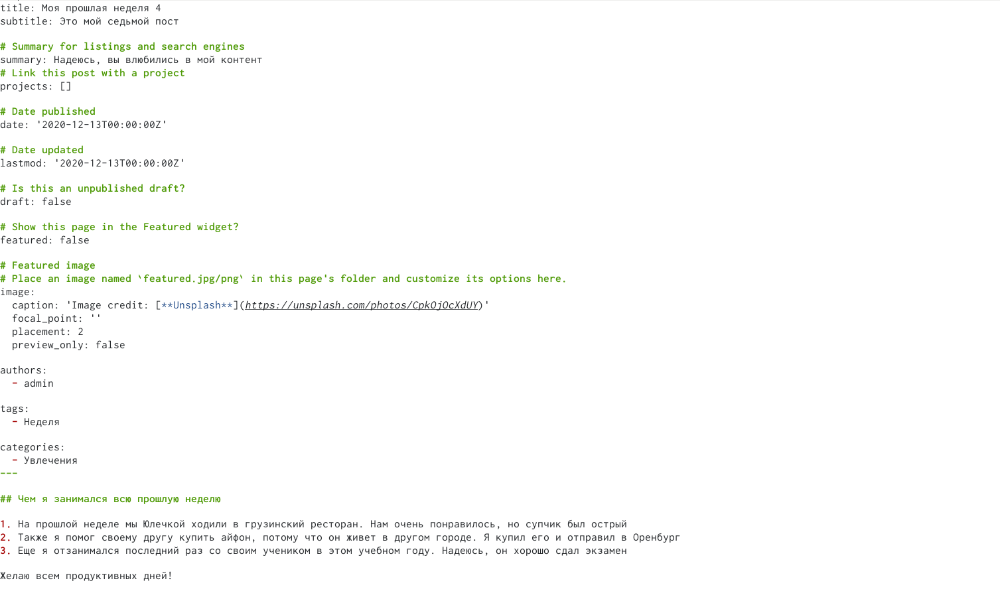 title: Моя прошлая неделя 4
subtitle: Это мой седьмой пост
# Summary for listings and search engines
summary: Надеюсь, вы влюбились в мой контент
# Link this post with a project
projects: []
# Date published
date: '2020-12-13T00:00:00Z'
# Date updated
lastmod: '2020-12-13T00:00:00Z'
# Is this an unpublished draft?
draft: false
# Show this page in the Featured widget?
featured: false
# Featured image
# Place an image named `featured.jpg/png` in this page's folder and customize its options here.
image:
  caption: 'Image credit: [**Unsplash**](https://unsplash.com/photos/CpkOjOcXdUY)'
  focal_point: ''
  placement: 2
  preview_only: false
authors:
  - admin
tags:
  - Неделя
categories:
  - Увлечения
---
## Чем я занимался всю прошлую неделю
1. На прошлой неделе мы Юлечкой ходили в грузинский ресторан. Нам очень понравилось, но супчик был острый
2. Также я помог своему другу купить айфон, потому что он живет в другом городе. Я купил его и отправил в Оренбург
3. Еще я отзанимался последний раз со своим учеником в этом учебном году. Надеюсь, он хорошо сдал экзамен
Желаю всем продуктивных дней!